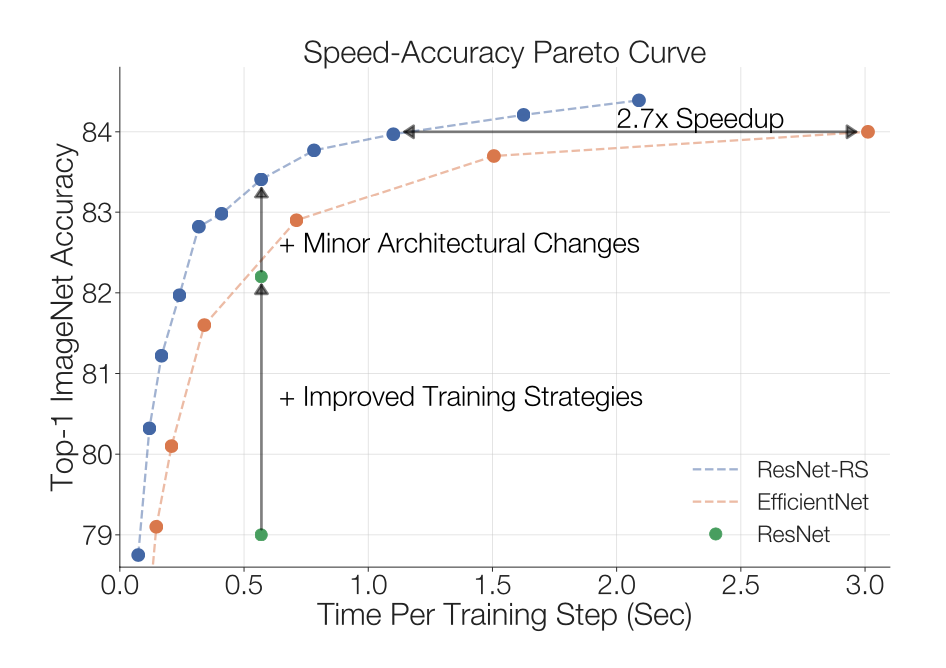 Speed-Accuracy Pareto Curve
Top-1 ImageNet Accuracy
84
83
82
81
80
79
2.7x Speedup
+ Minor Architectural Changes
+ Improved Training Strategies
ResNet-RS
EfficientNet
ResNet
0.0 0.5 1.0 1.5 2.0 2.5 3.0
Time Per Training Step (Sec)